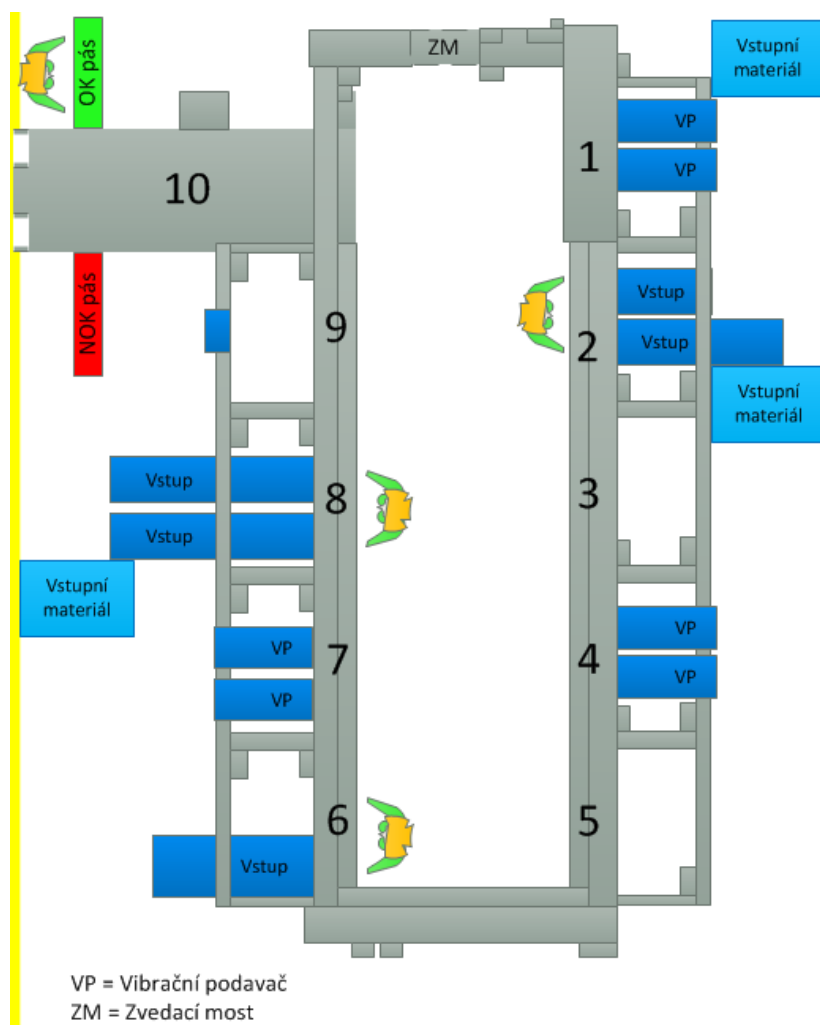 ZM
Vstupní
materiál
OK pás
VP
1
VP
10
NOK pás
Vstup
9
2
Vstup
Vstupní
materiál
Vstup
8
3
Vstup
Vstupní
materiál
VP
VP
7
4
VP
VP
6
5
Vstup
VP = Vibrační podavač
ZM = Zvedací most